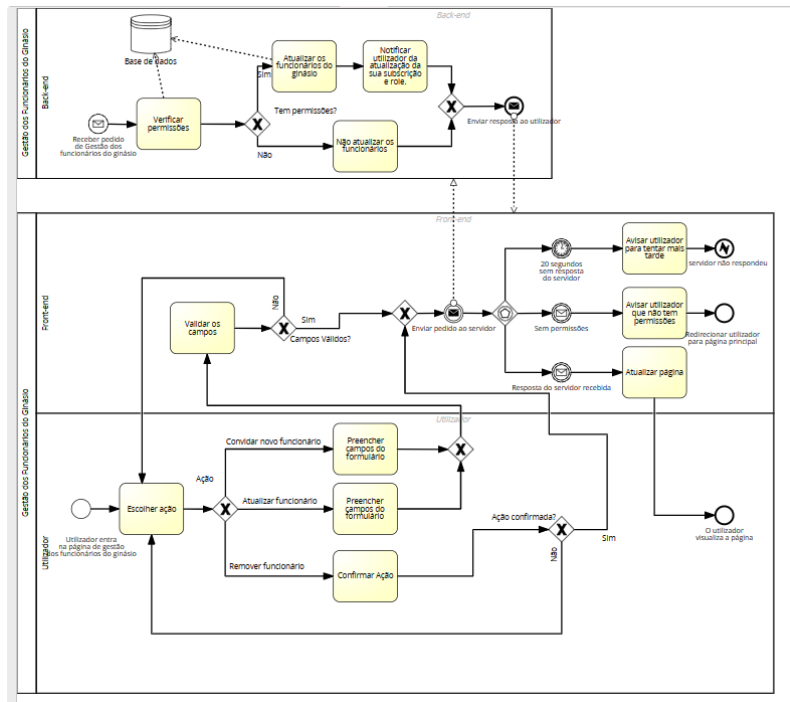 Back-end
Gestão dos Funcionários do Ginásio
Back-end
Base de dados
Atualizar os
funcionários do
ginásio
Notificar
utilizador da
atualização da
sua subscrição
e role.
Sim
Tem permissões?
Verificar
permissões
Receber pedido
de Gestão dos
funcionários do ginásio
Não
Não atualizar os
funcionários
Enviar resposta ao utilizador
Front-end
Gestão dos Funcionários do Ginásio
Front-end
Avisar utilizador
para tentar mais
tarde
20 segundos
sem resposta
do servidor
servidor não respondeu
Não
Validar os
campos
Sim
Campos Válidos?
Enviar pedido ao servidor
Sem permissões
Avisar utilizador
que não tem
permissões
Redirecionar utilizador
para página principal
Resposta do servidor recebida
Atualizar página
Utilizador
Utilizador
Convidar novo funcionário
Preencher
campos do
formulário
Ação
Escolher ação
Atualizar funcionário
Preencher
campos do
formulário
Utilizador entra
na página de gestão
dos funcionários do ginásio
Ação confirmada?
Sim
Não
Remover funcionário
Confirmar Ação
O utilizador
visualiza a página